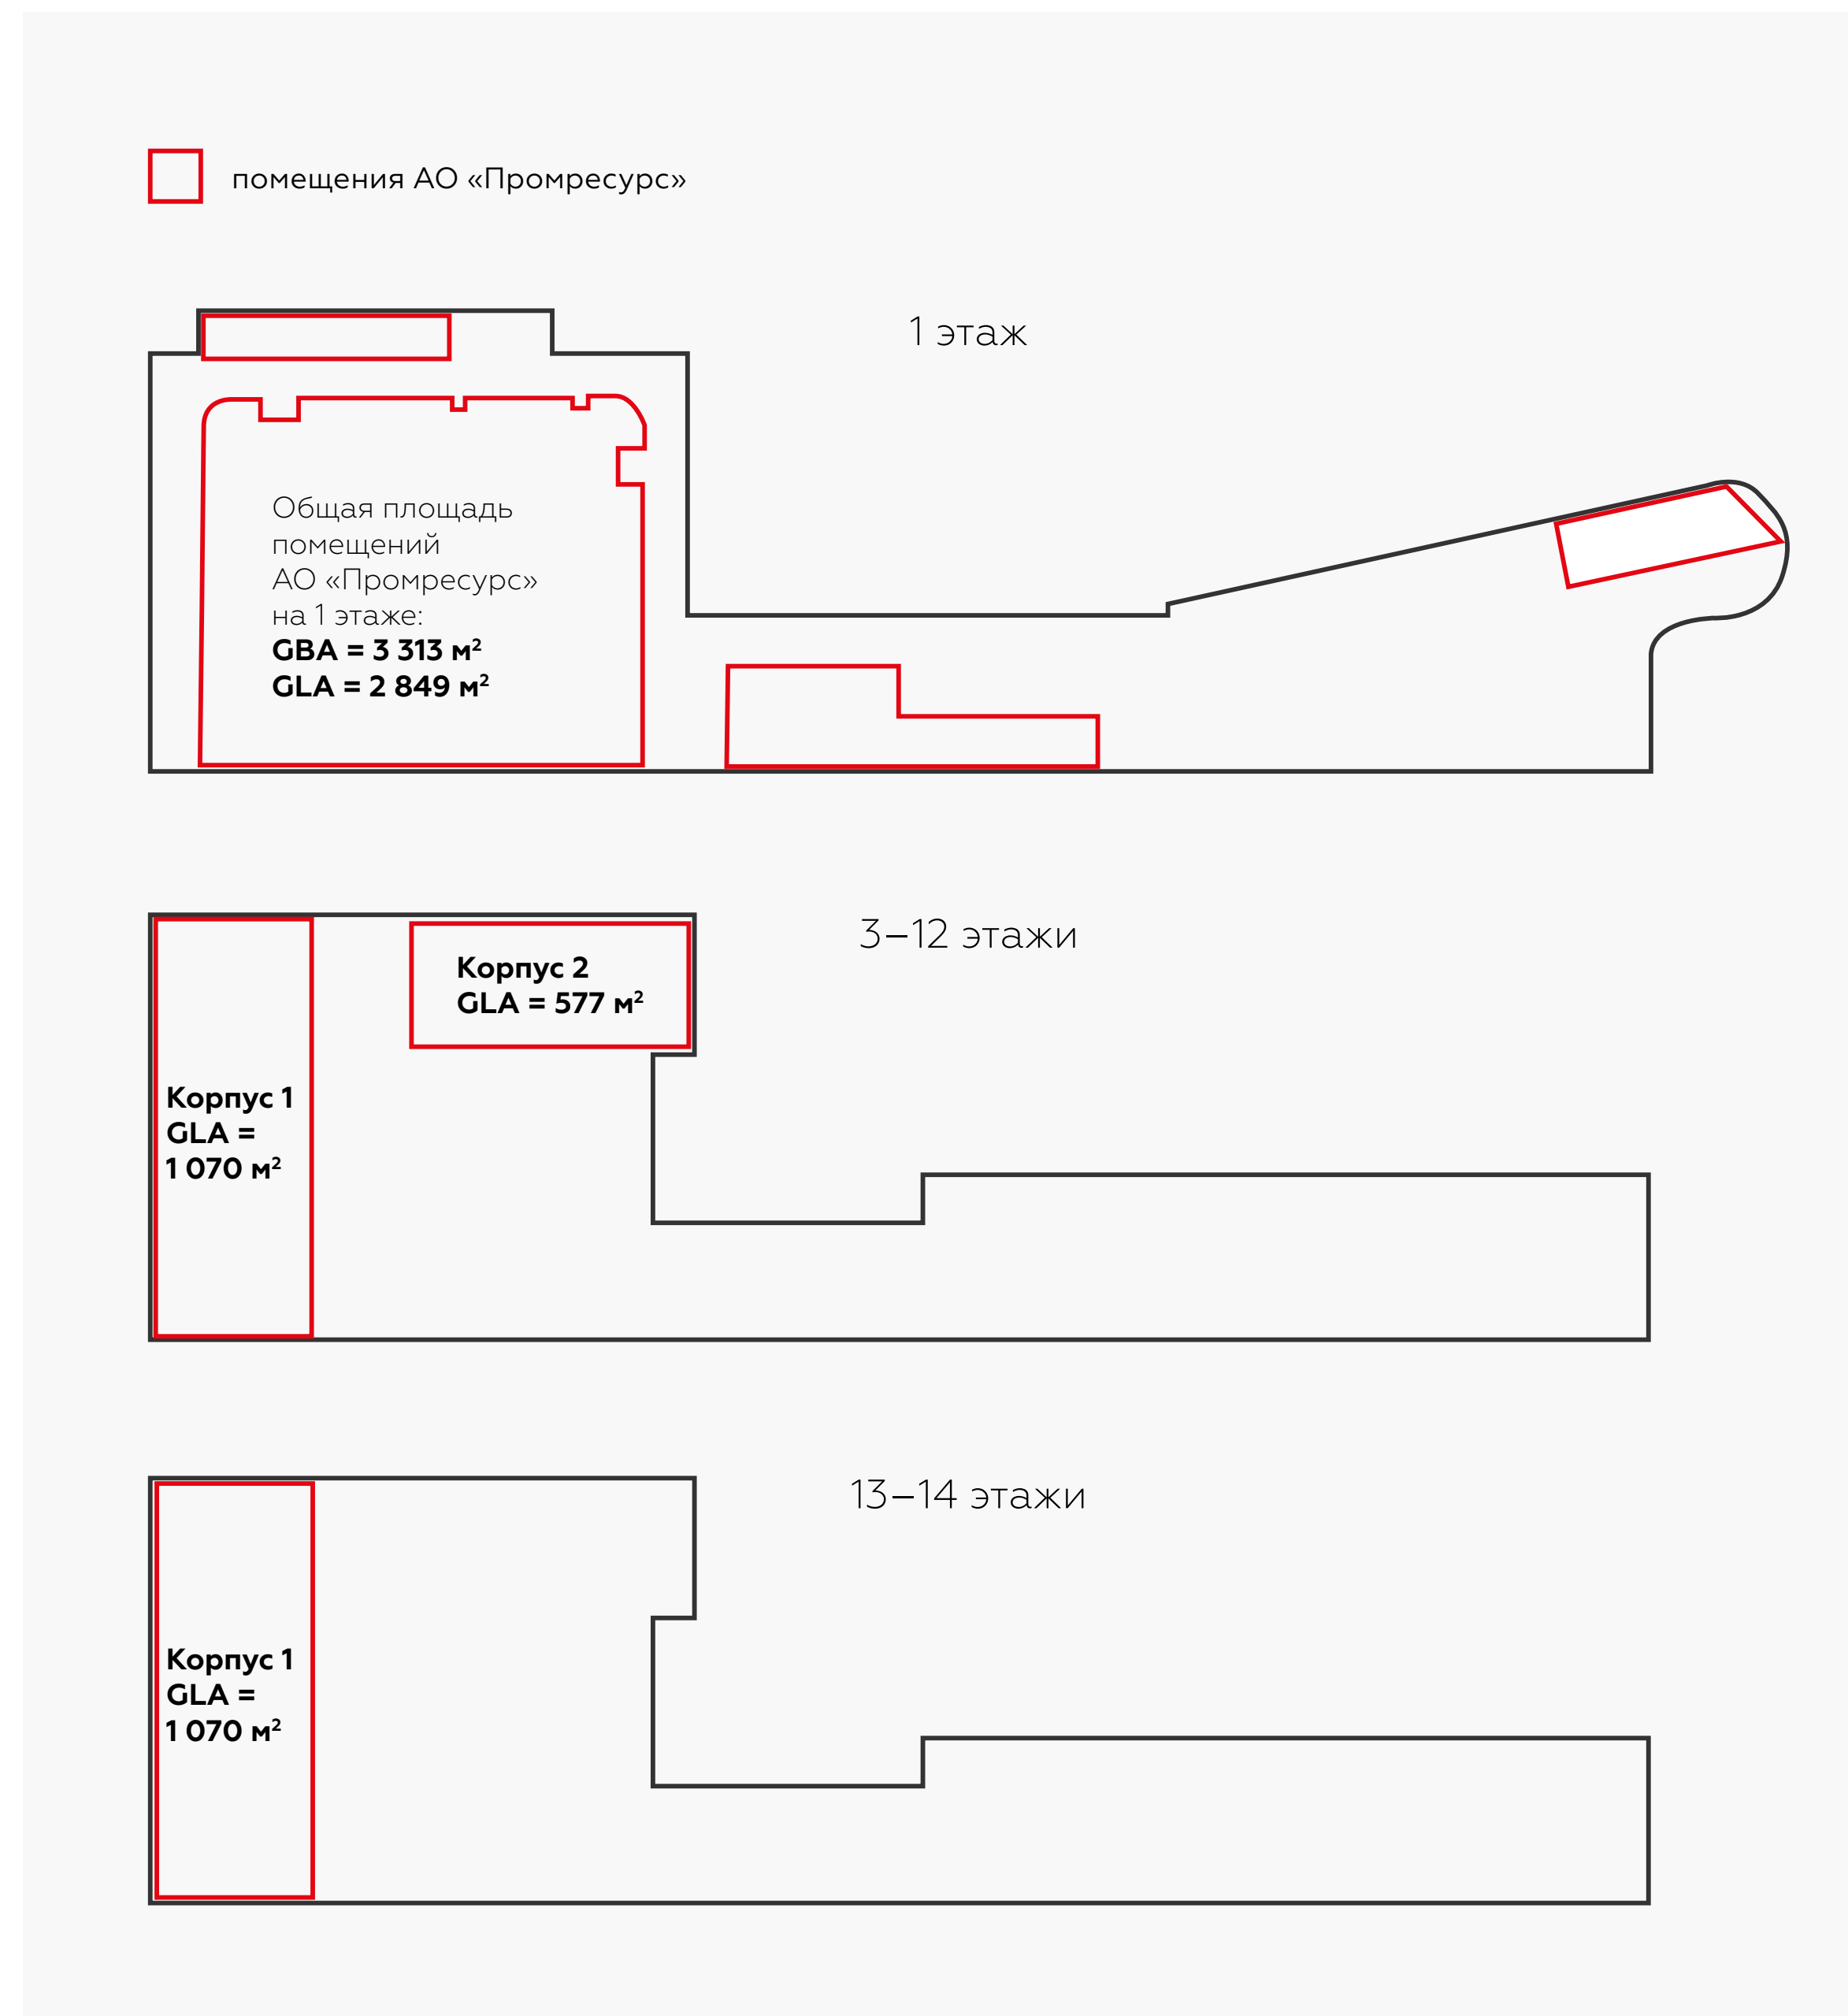 помещения АО «Промресурс»
1 этаж
Общая площадь
помещений
АО «Промресурс»
на 1 этаже:
GBA = 3 313 м²
GLA = 2 849 м²
3–12 этажи
Корпус 2
GLA = 577 м²
Корпус 1
GLA =
1 070 м²
13–14 этажи
Корпус 1
GLA =
1 070 м²